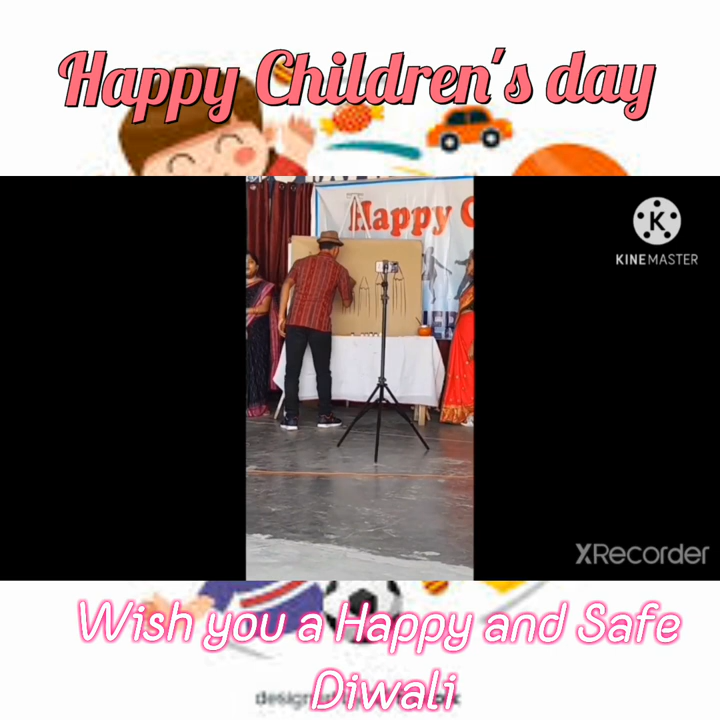 Happy Children's day
Happy C
KINEMASTER
XRecorder
Wish you a Happy and Safe
Diwali